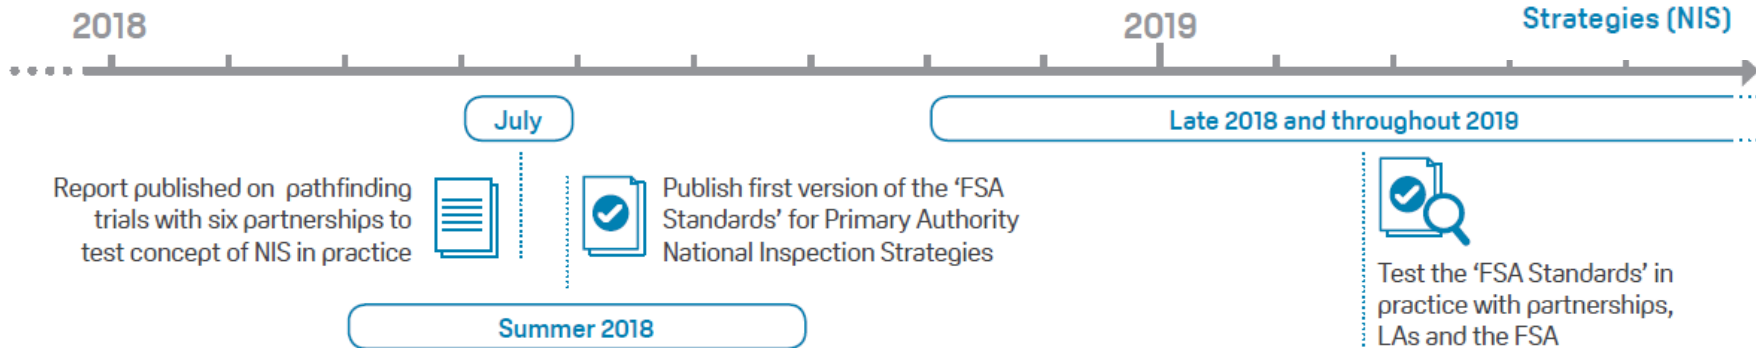 2018
2019
Strategies (NIS)
July
Late 2018 and throughout 2019
Report published on pathfinding
trials with six partnerships to
test concept of NIS in practice
Publish first version of the ‘FSA
Standards’ for Primary Authority
National Inspection Strategies
Test the ‘FSA Standards’ in
practice with partnerships,
LAs and the FSA
Summer 2018